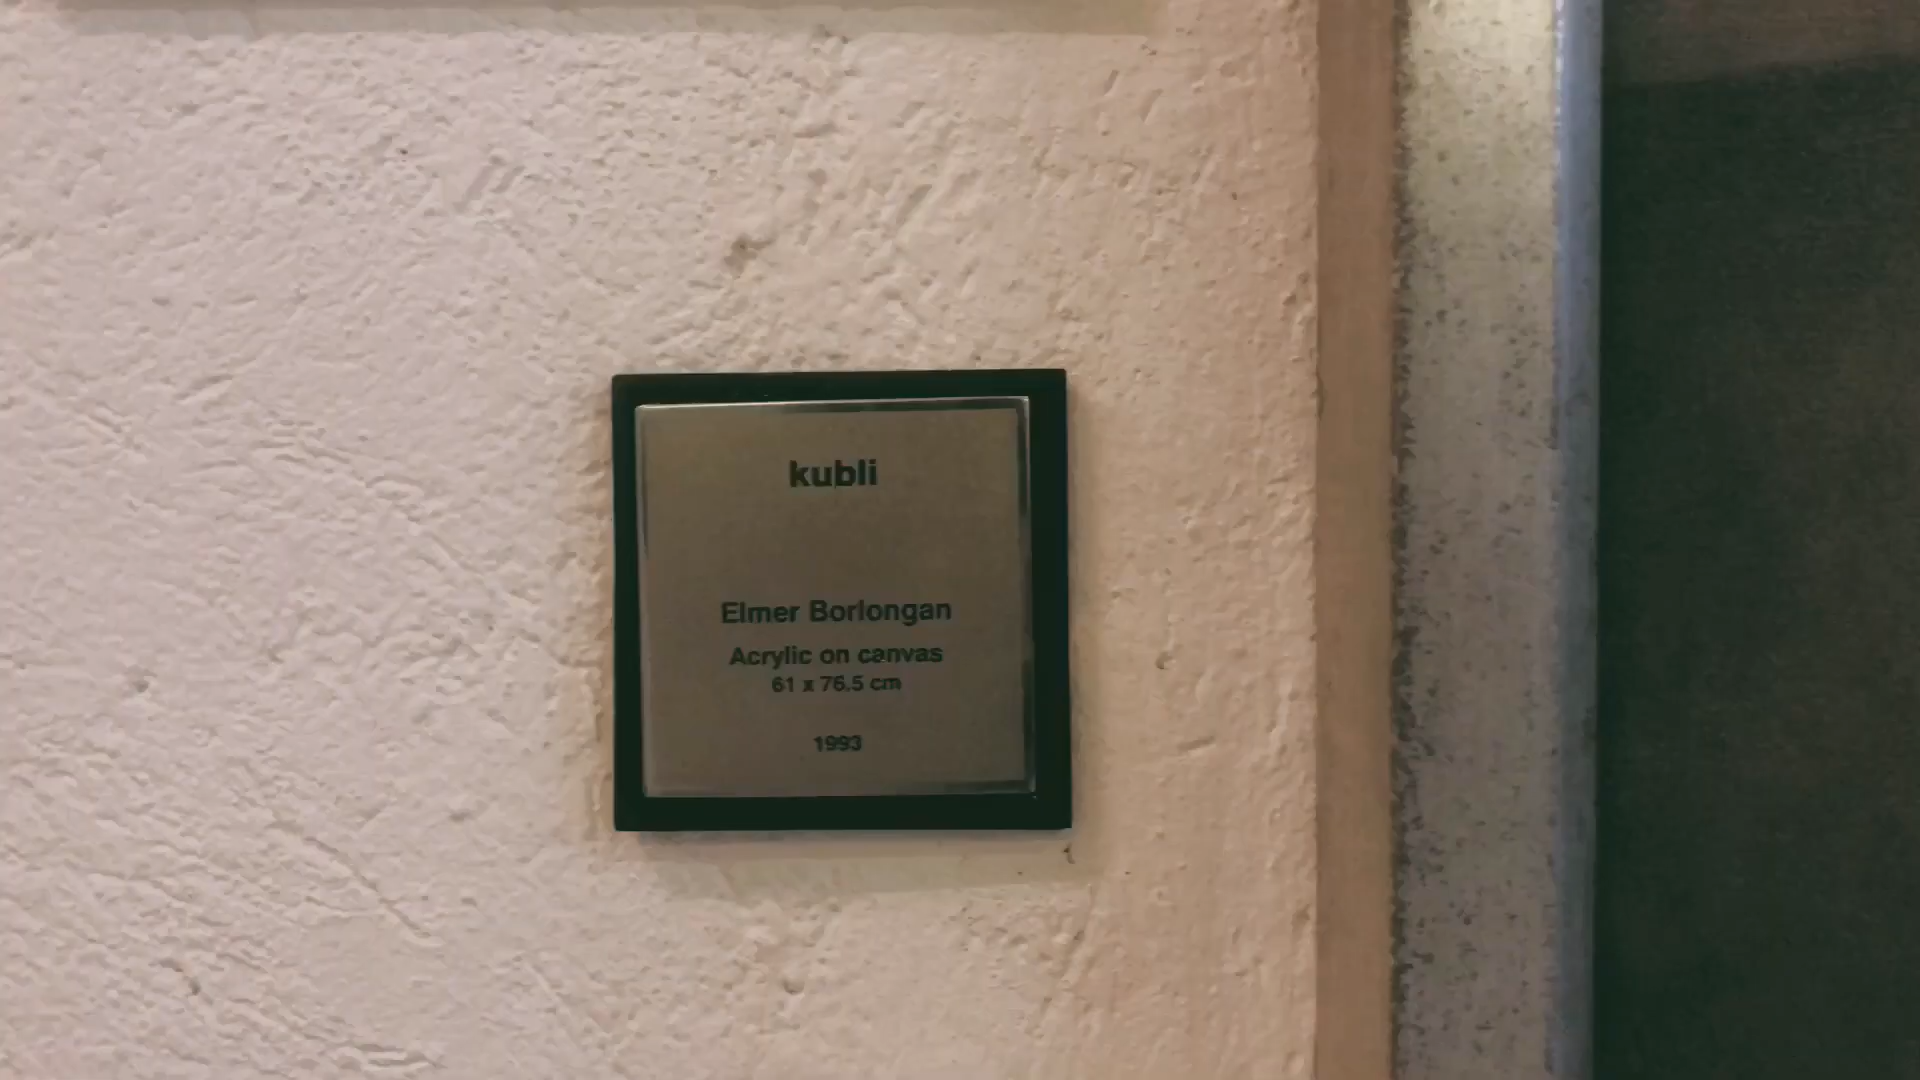 kubli
Elmer Borlongan
Acrylic on canvas
61 x 76.5 cm
1993